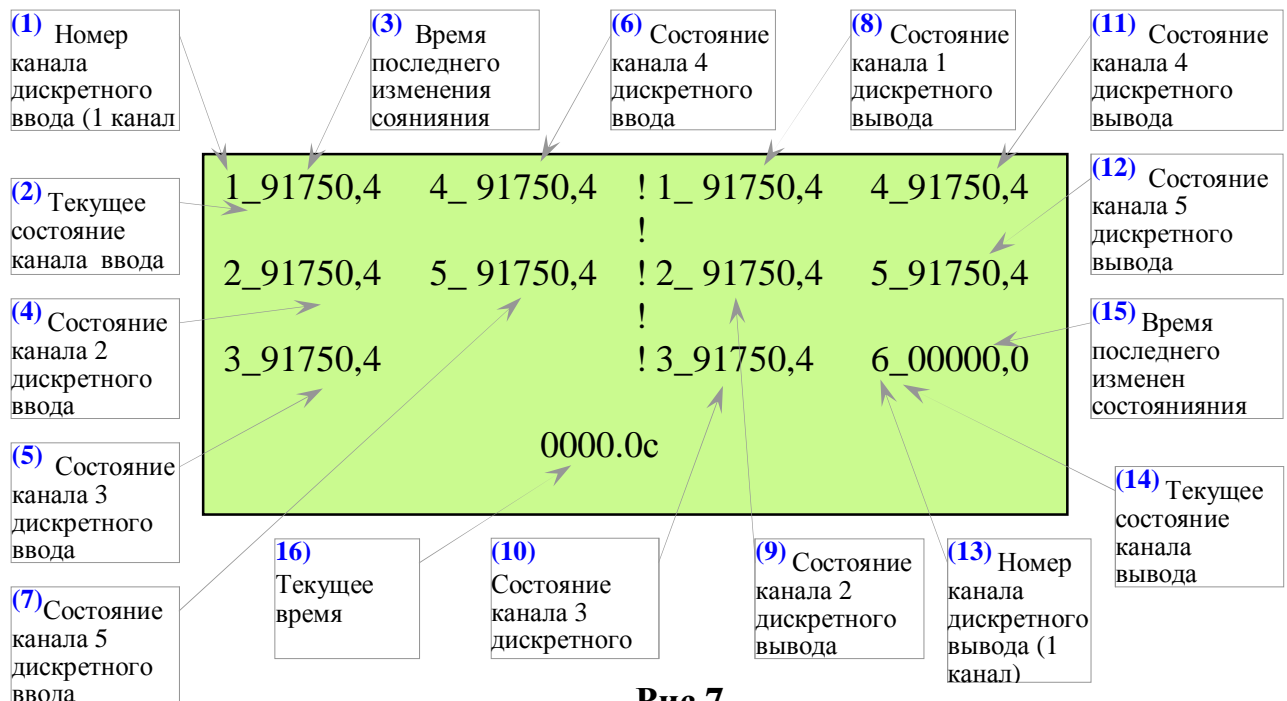 (1) Номер
канала
дискретного
ввода (1 канал
(3) Время
последнего
изменения
соянияния
(6) Состояние
канала 4
дискретного
ввода
(8) Состояние
канала 1
дискретного
вывода
(11) Состояние
канала 4
дискретного
вывода
(2) Текущее
состояние
канала ввода
(4) Состояние
канала 2
дискретного
ввода
(5) Состояние
канала 3
дискретного
ввода
(7)Состояние
канала 5
дискретного
ввода
1_91750,4 4_ 91750,4 ! 1_ 91750,4 4_91750,4
!
2_91750,4 5_ 91750,4 ! 2_ 91750,4 5_91750,4
!
3_91750,4 ! 3_91750,4 6_00000,0
0000.0с
(12) Состояние
канала 5
дискретного
вывода
(15) Время
последнего
изменен
состоянияния
(14) Текущее
состояние
канала
вывода
16)
Текущее
время
(10)
Состояние
канала 3
дискретного
(9) Состояние
канала 2
дискретного
вывода
(13) Номер
канала
дискретного
вывода (1
канал)
Рис 7